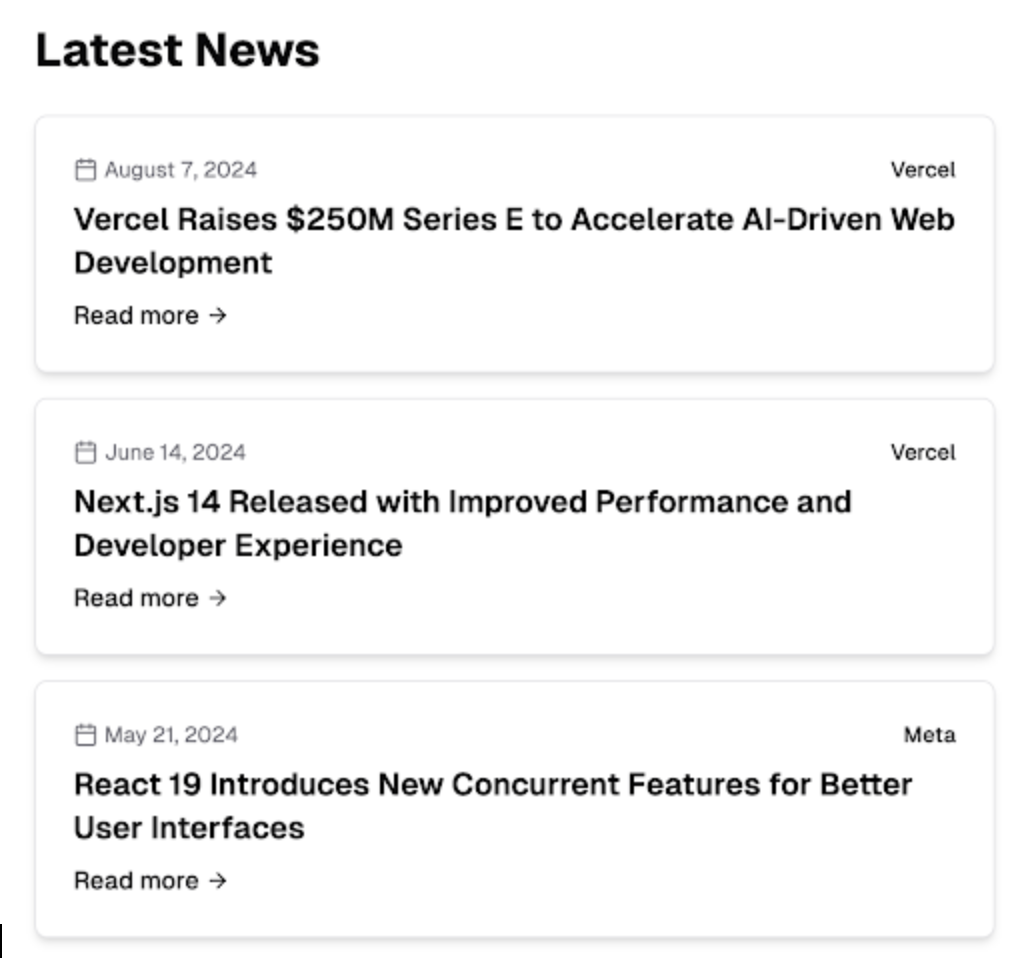 Latest News
August 7, 2024
Vercel
Vercel Raises $250M Series E to Accelerate AI-Driven Web
Development
Read more →
June 14, 2024
Vercel
Next.js 14 Released with Improved Performance and
Developer Experience
Read more →
May 21, 2024
Meta
React 19 Introduces New Concurrent Features for Better
User Interfaces
Read more →